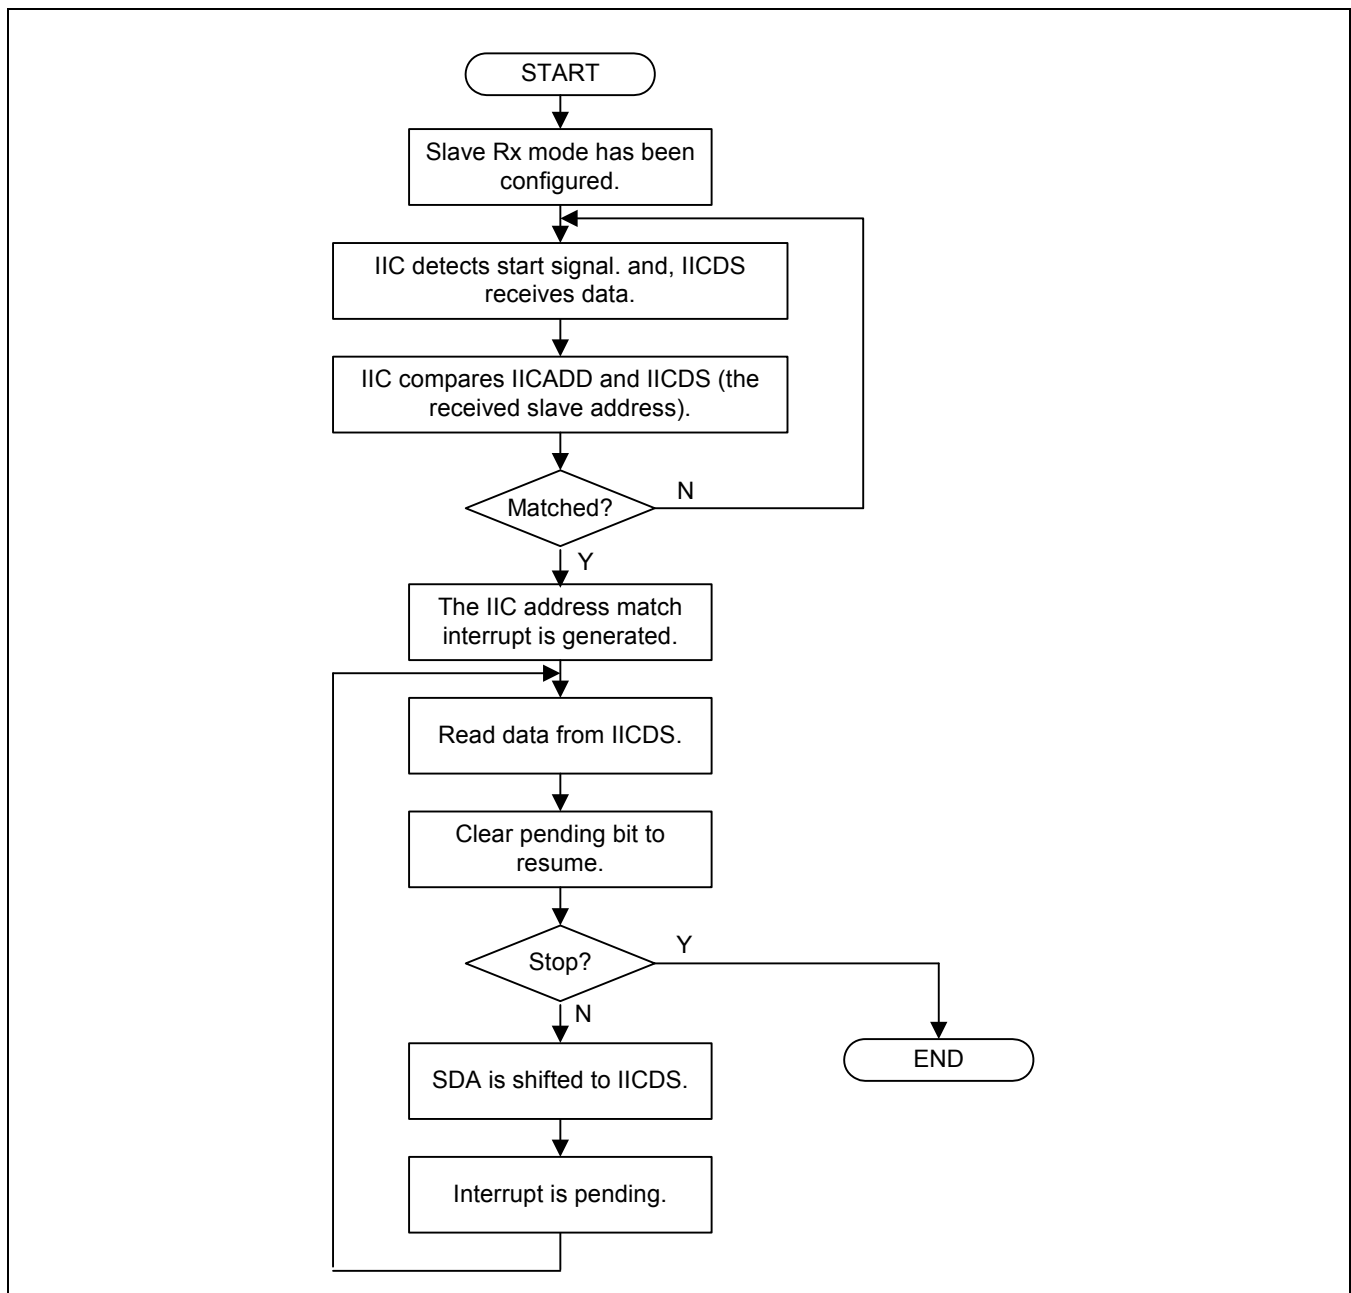 START
Slave Rx mode has been
configured.
IIC detects start signal. and, IICDS
receives data.
IIC compares IICADD and IICDS (the
received slave address).
Matched?
N
Y
The IIC address match
interrupt is generated.
Read data from IICDS.
Clear pending bit to
resume.
Stop?
Y
N
SDA is shifted to IICDS.
END
Interrupt is pending.